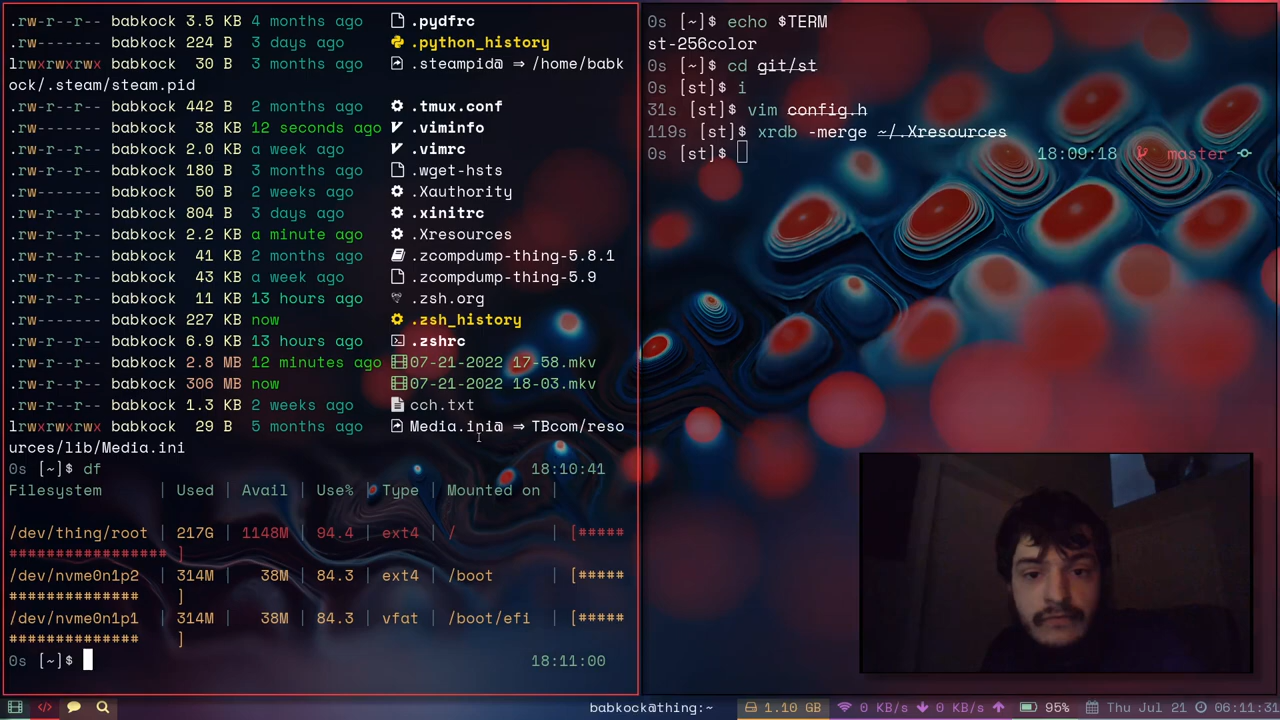 .rw-r--r-- babkock 3.5 KB 4 months ago .pydfrc
.rw------- babkock 224 B 3 days ago .python_history
lrwxrwxrwx babkock 30 B 3 months ago .steampid@ ⇒ /home/babk
ock/.steam/steam.pid
.rw-r--r-- babkock 442 B 2 months ago .tmux.conf
.rw------- babkock 38 KB 12 seconds ago .viminfo
.rw-r--r-- babkock 2.0 KB a week ago .vimrc
.rw-r--r-- babkock 180 B 3 months ago .wget-hsts
.rw------- babkock 50 B 2 weeks ago .Xauthority
.rw-r--r-- babkock 804 B 3 days ago .xinitrc
.rw-r--r-- babkock 2.2 KB a minute ago .Xresources
.rw-r--r-- babkock 41 KB 2 months ago .zcompdump-thing-5.8.1
.rw-r--r-- babkock 43 KB a week ago .zcompdump-thing-5.9
.rw-r--r-- babkock 11 KB 13 hours ago .zsh.org
.rw------- babkock 227 KB now .zsh_history
.rw-r--r-- babkock 6.9 KB 13 hours ago .zshrc
.rw-r--r-- babkock 2.8 MB 12 minutes ago 07-21-2022 17-58.mkv
.rw-r--r-- babkock 306 MB now 07-21-2022 18-03.mkv
.rw-r--r-- babkock 1.3 KB 2 weeks ago cch.txt
lrwxrwxrwx babkock 29 B 5 months ago Media.ini@ ⇒ TBcom/reso
urces/lib/Media.ini
0s [~]$ df 18:10:41
Filesystem | Used | Avail | Use% | Type | Mounted on |
/dev/thing/root | 217G | 1148M | 94.4 | ext4 | / | [#####
################# ]
/dev/nvme0n1p2 | 314M | 38M | 84.3 | ext4 | /boot | [#####
############## ]
/dev/nvme0n1p1 | 314M | 38M | 84.3 | vfat | /boot/efi | [#####
############## ]
0s [~]$ 18:11:00
0s [~]$ echo $TERM
st-256color
0s [~]$ cd git/st
0s [st]$ i
31s [st]$ vim config.h
119s [st]$ xrdb -merge ~/.Xresources
0s [st]$ 18:09:18 master
babkock@thing:~ 1.10 GB 0 KB/s 0 KB/s 95% Thu Jul 21 06:11:31